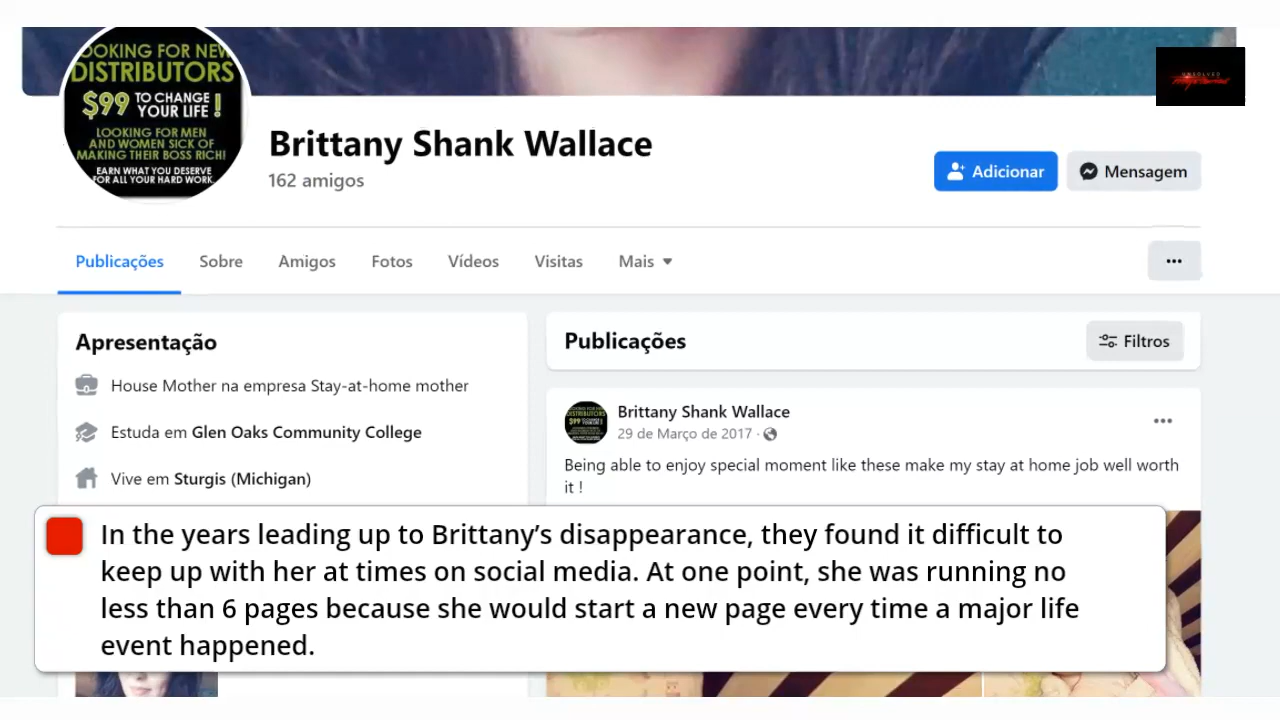 OOKING FOR NEW
DISTRIBUTORS
$99 TO CHANGE YOUR LIFE !
LOOKING FOR MEN
AND WOMEN SICK OF
MAKING THEIR BOSS RICH!
EARN WHAT YOU DESERVE
FOR ALL YOUR HARD WORK
UNSOLVED
Brittany Shank Wallace
162 amigos
Adicionar
Mensagem
Publicações Sobre Amigos Fotos Vídeos Visitas Mais
Apresentação
House Mother na empresa Stay-at-home mother
Estuda em Glen Oaks Community College
Vive em Sturgis (Michigan)
Publicações
Filtros
Brittany Shank Wallace
29 de Março de 2017 ·
Being able to enjoy special moment like these make my stay at home job well worth
it !
In the years leading up to Brittany’s disappearance, they found it difficult to
keep up with her at times on social media. At one point, she was running no
less than 6 pages because she would start a new page every time a major life
event happened.